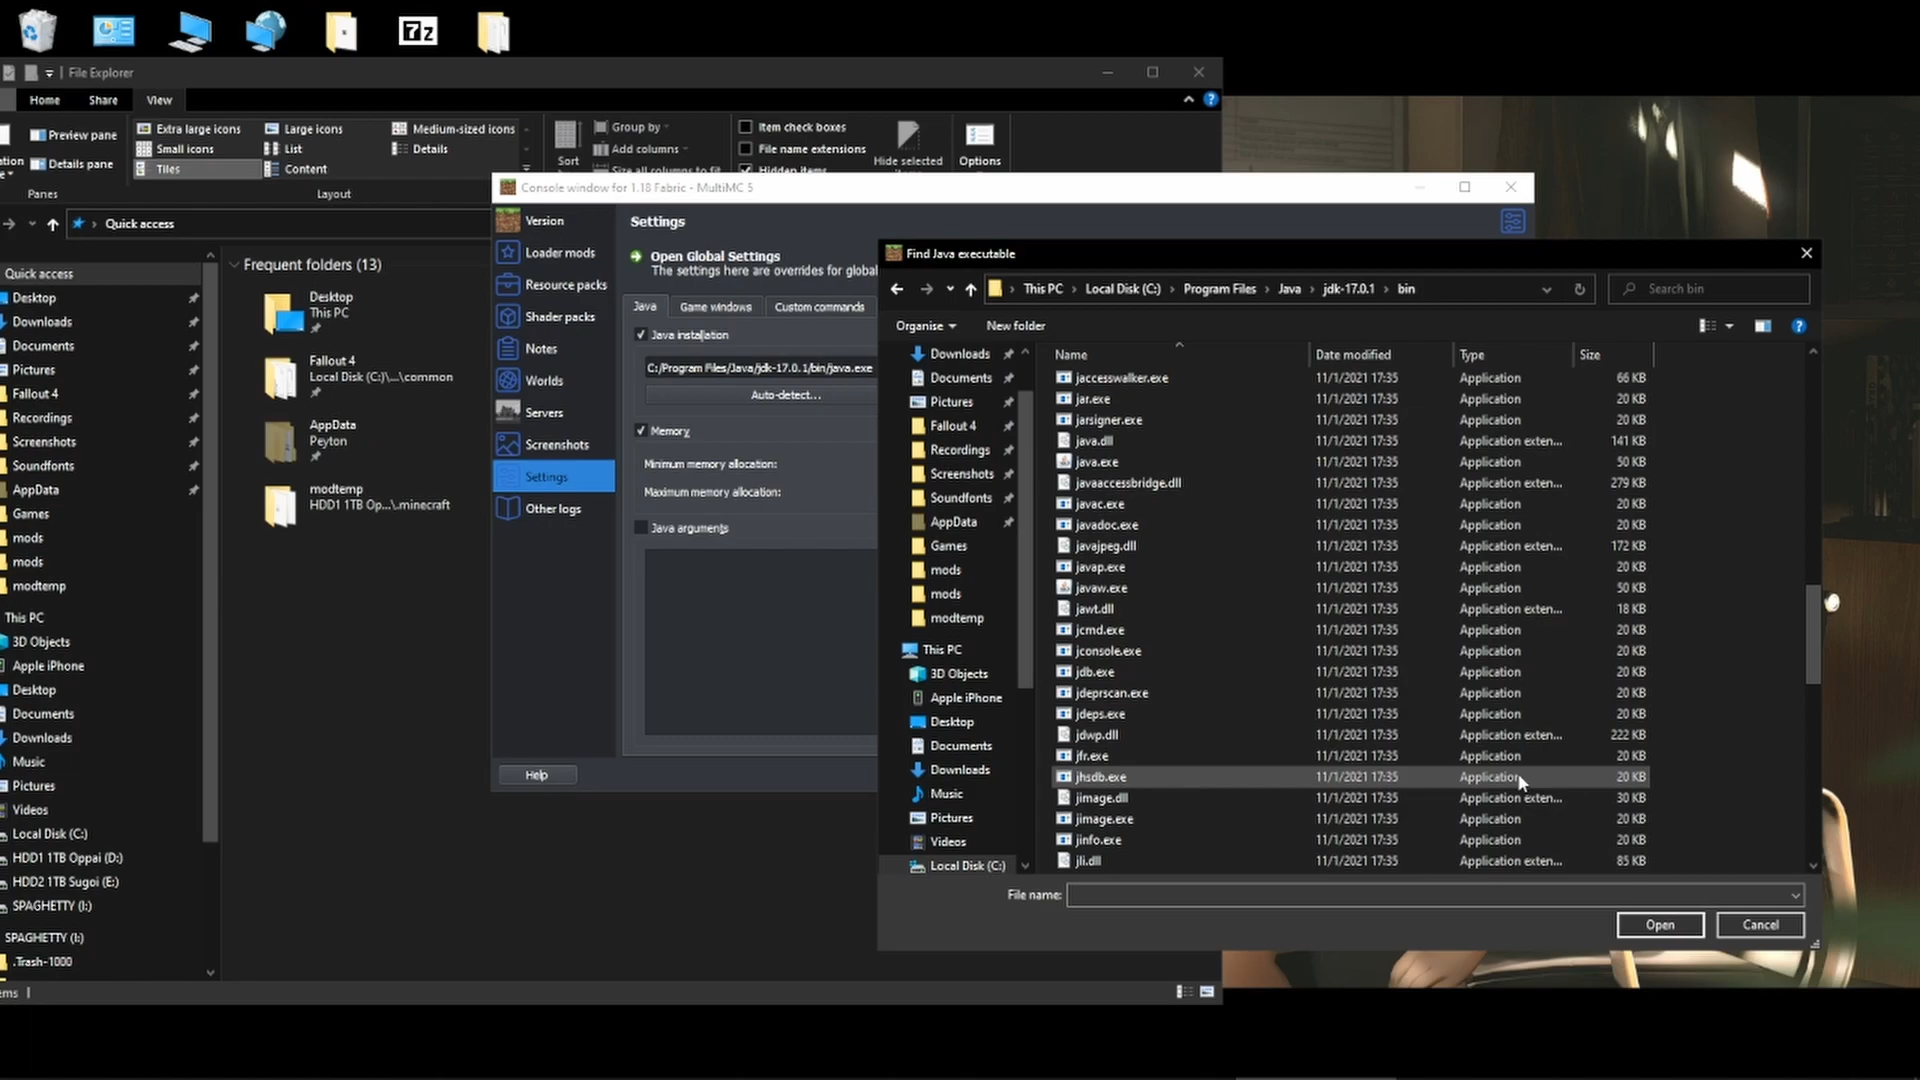 7z
File Explorer
Home
Share
View
Preview pane
Details pane
Panes
Extra large icons
Large icons
Medium-sized icons
Small icons
List
Details
Tiles
Content
Layout
Sort
Group by
Add columns
Item check boxes
File name extensions
Hidden items
Hide selected
Options
Quick access
Quick access
Desktop
Downloads
Documents
Pictures
Fallout 4
Recordings
Screenshots
Soundfonts
AppData
Games
mods
mods
modtemp
This PC
3D Objects
Apple iPhone
Desktop
Documents
Downloads
Music
Pictures
Videos
Local Disk (C:)
HDD1 1TB Oppai (D:)
HDD2 1TB Sugoi (E:)
SPAGHETTY (I:)
SPAGHETTY (I:)
.Trash-1000
Frequent folders (13)
Desktop
This PC
Fallout 4
Local Disk (C:)\...\common
AppData
Peyton
modtemp
HDD1 1TB Op...\.minecraft
Console window for 1.18 Fabric - MultiMC 5
Version
Loader mods
Resource packs
Shader packs
Notes
Worlds
Servers
Screenshots
Settings
Other logs
Help
Settings
Open Global Settings
The settings here are overrides for global
Java
Game windows
Custom commands
Java installation
C:/Program Files/Java/jdk-17.0.1/bin/java.exe
Auto-detect...
Memory
Minimum memory allocation:
Maximum memory allocation:
Java arguments
Find Java executable
This PC
Local Disk (C:)
Program Files
Java
jdk-17.0.1
bin
Search bin
Organise
New folder
Downloads
Documents
Pictures
Fallout 4
Recordings
Screenshots
Soundfonts
AppData
Games
mods
mods
modtemp
This PC
3D Objects
Apple iPhone
Desktop
Documents
Downloads
Music
Pictures
Videos
Local Disk (C:)
Name Date modified Type Size
jaccesswalker.exe 11/1/2021 17:35 Application 66 KB
jar.exe 11/1/2021 17:35 Application 20 KB
jarsigner.exe 11/1/2021 17:35 Application 20 KB
java.dll 11/1/2021 17:35 Application exten... 141 KB
java.exe 11/1/2021 17:35 Application 50 KB
javaaccessbridge.dll 11/1/2021 17:35 Application exten... 279 KB
javac.exe 11/1/2021 17:35 Application 20 KB
javadoc.exe 11/1/2021 17:35 Application 20 KB
javajpeg.dll 11/1/2021 17:35 Application exten... 172 KB
javap.exe 11/1/2021 17:35 Application 20 KB
javaw.exe 11/1/2021 17:35 Application 50 KB
jawt.dll 11/1/2021 17:35 Application exten... 18 KB
jcmd.exe 11/1/2021 17:35 Application 20 KB
jconsole.exe 11/1/2021 17:35 Application 20 KB
jdb.exe 11/1/2021 17:35 Application 20 KB
jdeprscan.exe 11/1/2021 17:35 Application 20 KB
jdeps.exe 11/1/2021 17:35 Application 20 KB
jdwp.dll 11/1/2021 17:35 Application exten... 222 KB
jfr.exe 11/1/2021 17:35 Application 20 KB
jhsdb.exe 11/1/2021 17:35 Application 20 KB
jimage.dll 11/1/2021 17:35 Application exten... 30 KB
jimage.exe 11/1/2021 17:35 Application 20 KB
jinfo.exe 11/1/2021 17:35 Application 20 KB
jli.dll 11/1/2021 17:35 Application exten... 85 KB
File name:
Open
Cancel